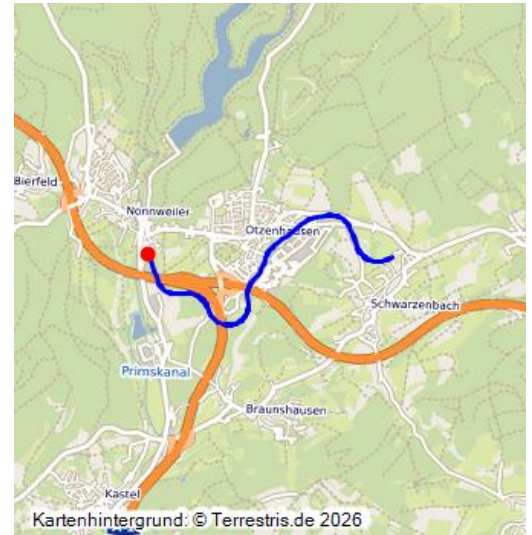 Bierfeld
Nonnweiler
Otzenhausen
Schwarzenbach
Primskanal
Braunshausen
Kastel
Kartenhintergrund: © Terrestris.de 2026